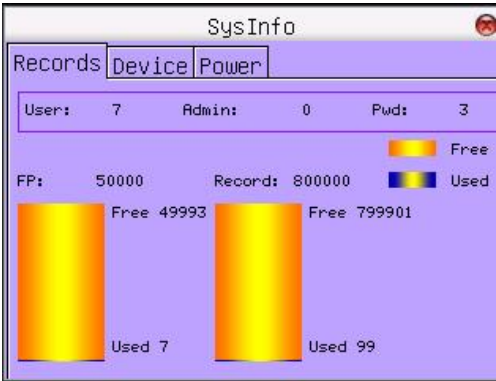 SysInfo
Records Device Power
User: 7 Admin: 0 Pwd: 3
Free
FP: 50000 Record: 800000 Used
Free 49993 Free 799901
Used 7 Used 99